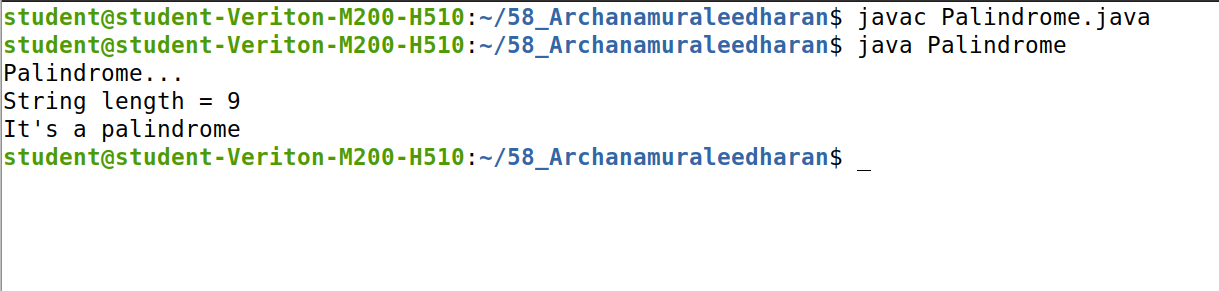 student@student-Veriton-M200-H510:~/58_Archanamuraleedharan$ javac Palindrome.java
student@student-Veriton-M200-H510:~/58_Archanamuraleedharan$ java Palindrome
Palindrome...
String length = 9
It's a palindrome
student@student-Veriton-M200-H510:~/58_Archanamuraleedharan$ _